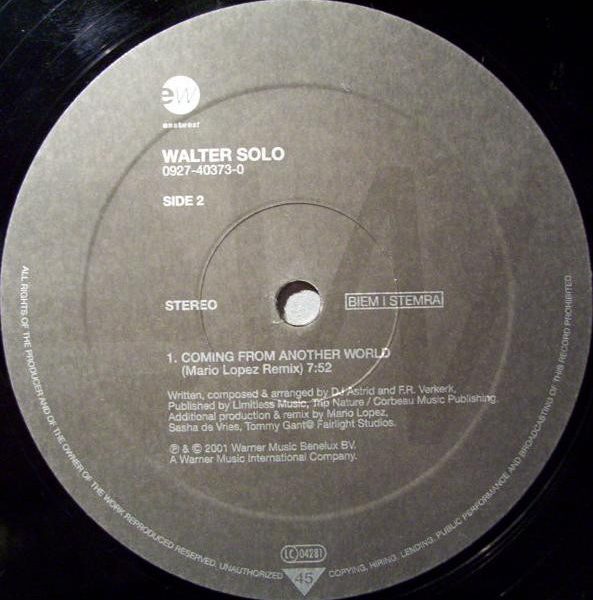 ew
eastwest
WALTER SOLO
0927-40373-0
SIDE 2
STEREO
BIEM | STEMRA
1. COMING FROM ANOTHER WORLD
(Mario Lopez Remix) 7:52
Written, composed & arranged by DJ Astrid and F.R. Verkerk.
Published by Limitless Music, The Nature / Corbeau Music Publishing.
Additional production & remix by Mario Lopez,
Sasha de Vries, Tommy Gant@ Fairlight Studios.
℗ & © 2001 Warner Music Benelux BV.
A Warner Music International Company.
LC 04281
45
ALL RIGHTS OF THE PRODUCER AND OF THE OWNER OF THE WORK REPRODUCED RESERVED, UNAUTHORIZED COPYING, HIRING, LENDING, PUBLIC PERFORMANCE AND BROADCASTING OF THIS RECORD PROHIBITED